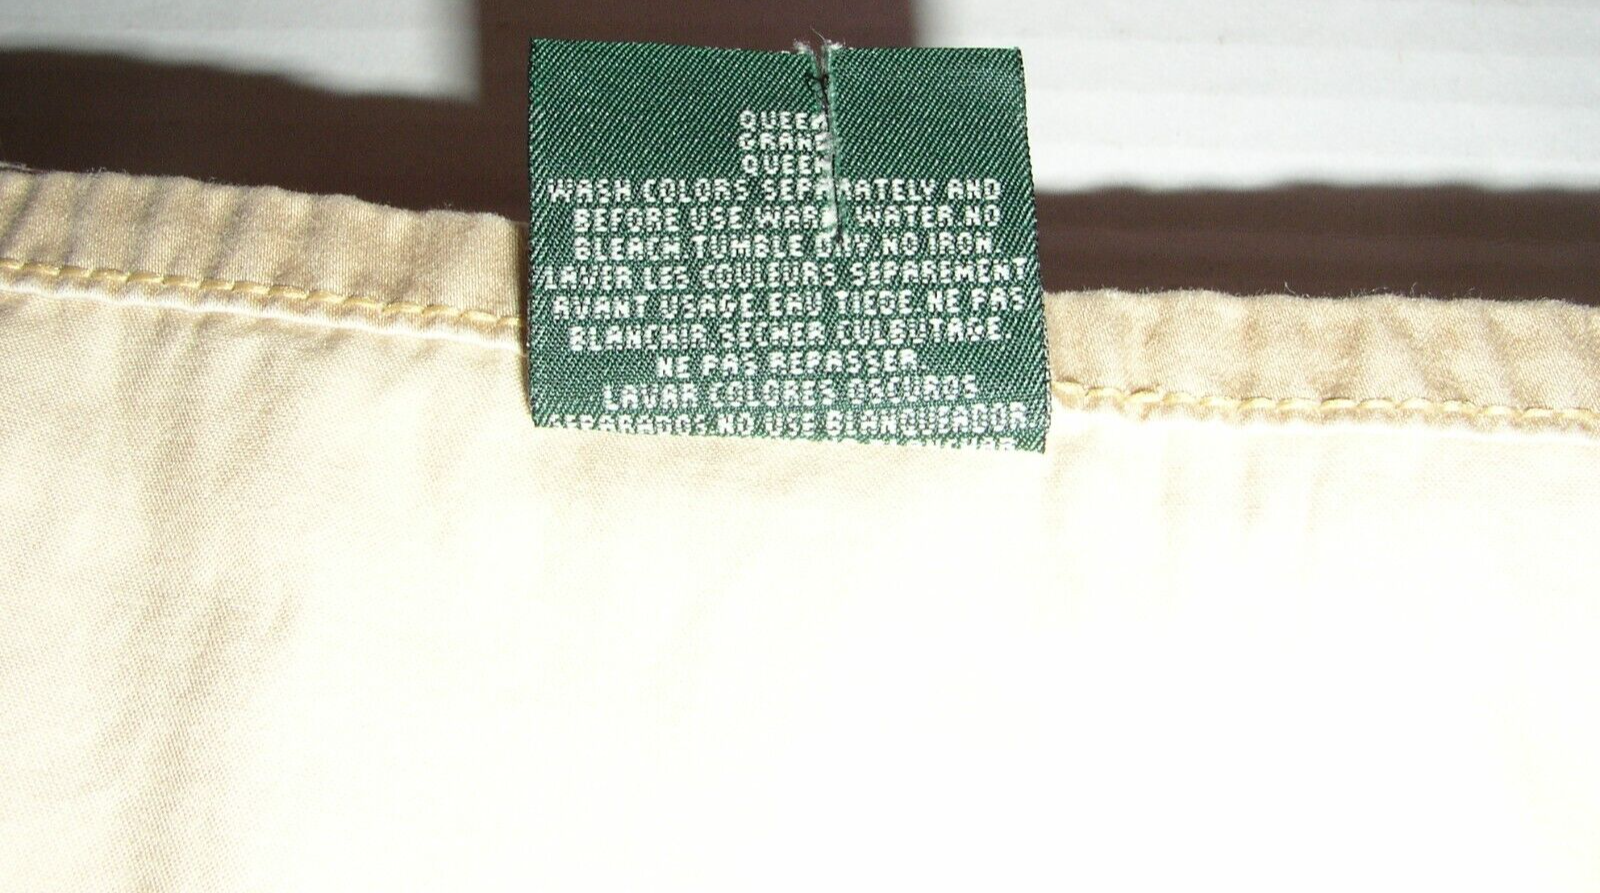 QUEEN
GRAND
QUEEN
WASH COLORS SEPARATELY AND
BEFORE USE WARM WATER. NO
BLEACH TUMBLE DRY NO IRON.
LAVER LES COULEURS SEPAREMENT
AVANT USAGE EAU TIEDE NE PAS
BLANCHIR. SECHER CULBUTAGE.
NE PAS REPASSER.
LAVAR COLORES OSCUROS
SEPARADOS NO USE BLANQUEADOR